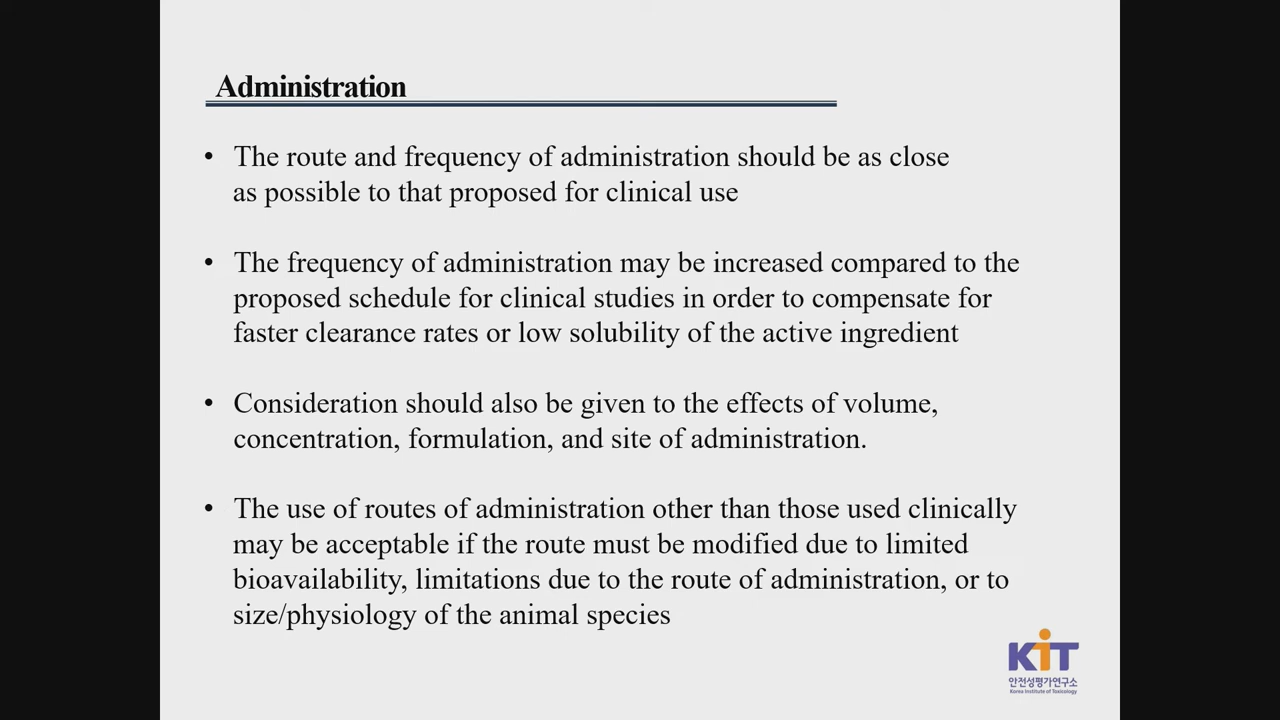 Administration
• The route and frequency of administration should be as close
as possible to that proposed for clinical use
• The frequency of administration may be increased compared to the
proposed schedule for clinical studies in order to compensate for
faster clearance rates or low solubility of the active ingredient
• Consideration should also be given to the effects of volume,
concentration, formulation, and site of administration.
• The use of routes of administration other than those used clinically
may be acceptable if the route must be modified due to limited
bioavailability, limitations due to the route of administration, or to
size/physiology of the animal species
KiT
안전성평가연구소
Korea Institute of Toxicology